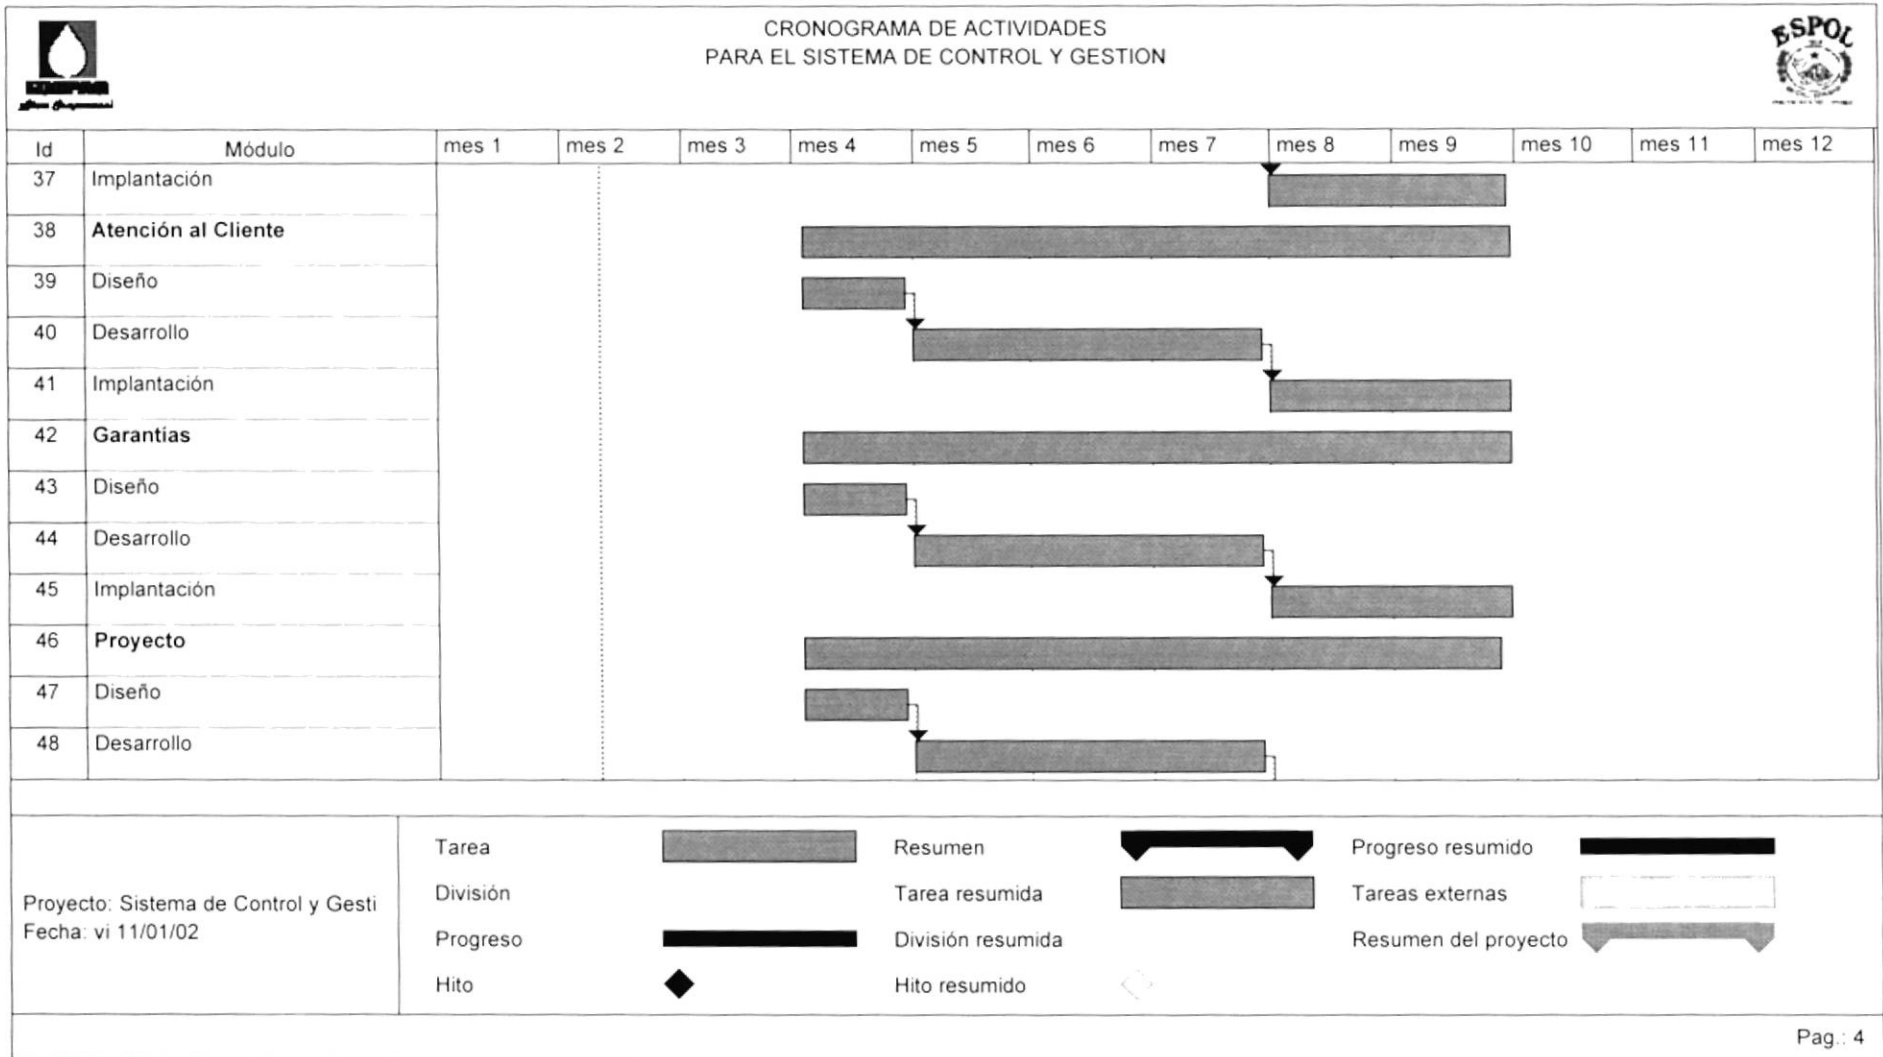 CRONOGRAMA DE ACTIVIDADES
PARA EL SISTEMA DE CONTROL Y GESTION
ESPOL
Id Módulo mes 1 mes 2 mes 3 mes 4 mes 5 mes 6 mes 7 mes 8 mes 9 mes 10 mes 11 mes 12
37 Implantación
38 Atención al Cliente
39 Diseño
40 Desarrollo
41 Implantación
42 Garantías
43 Diseño
44 Desarrollo
45 Implantación
46 Proyecto
47 Diseño
48 Desarrollo
Proyecto: Sistema de Control y Gesti
Fecha: vi 11/01/02
Tarea Resumen Progreso resumido
División Tarea resumida Tareas externas
Progreso División resumida Resumen del proyecto
Hito Hito resumido
Pag.: 4